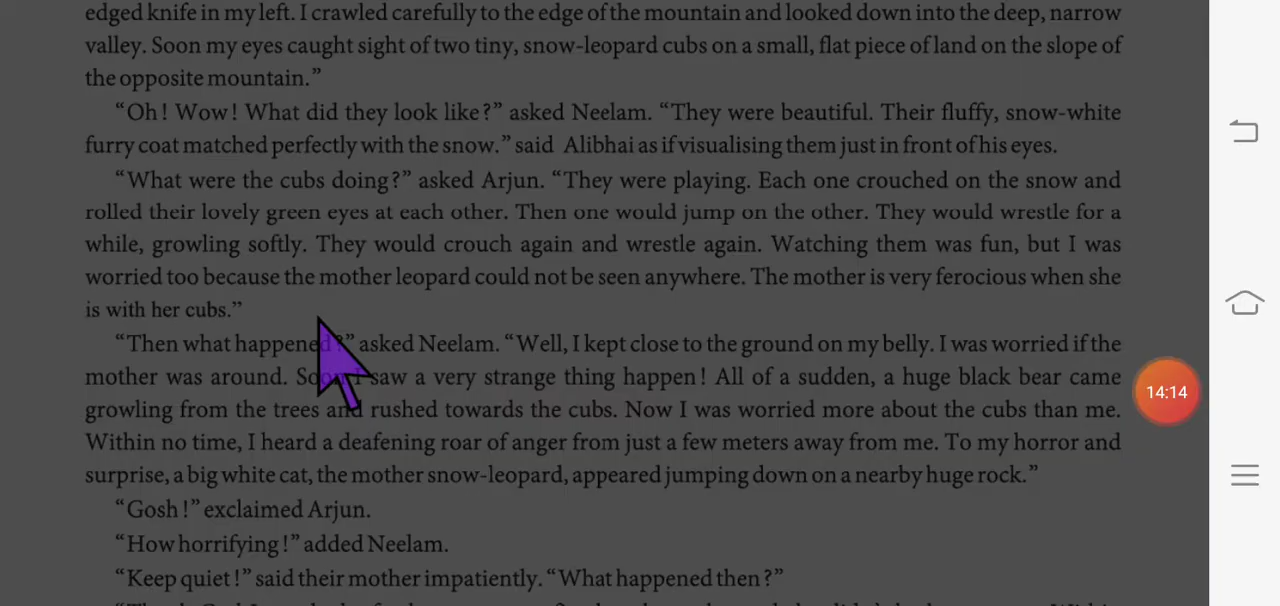 edged knife in my left. I crawled carefully to the edge of the mountain and looked down into the deep, narrow
valley. Soon my eyes caught sight of two tiny, snow-leopard cubs on a small, flat piece of land on the slope of
the opposite mountain.”
“Oh! Wow! What did they look like?” asked Neelam. “They were beautiful. Their fluffy, snow-white
furry coat matched perfectly with the snow.” said Alibhai as if visualising them just in front of his eyes.
“What were the cubs doing?” asked Arjun. “They were playing. Each one crouched on the snow and
rolled their lovely green eyes at each other. Then one would jump on the other. They would wrestle for a
while, growling softly. They would crouch again and wrestle again. Watching them was fun, but I was
worried too because the mother leopard could not be seen anywhere. The mother is very ferocious when she
is with her cubs.”
“Then what happened?” asked Neelam. “Well, I kept close to the ground on my belly. I was worried if the
mother was around. Soon I saw a very strange thing happen! All of a sudden, a huge black bear came
growling from the trees and rushed towards the cubs. Now I was worried more about the cubs than me.
Within no time, I heard a deafening roar of anger from just a few meters away from me. To my horror and
surprise, a big white cat, the mother snow-leopard, appeared jumping down on a nearby huge rock.”
14:14
“Gosh !” exclaimed Arjun.
“How horrifying !” added Neelam.
“Keep quiet !” said their mother impatiently. “What happened then ?”